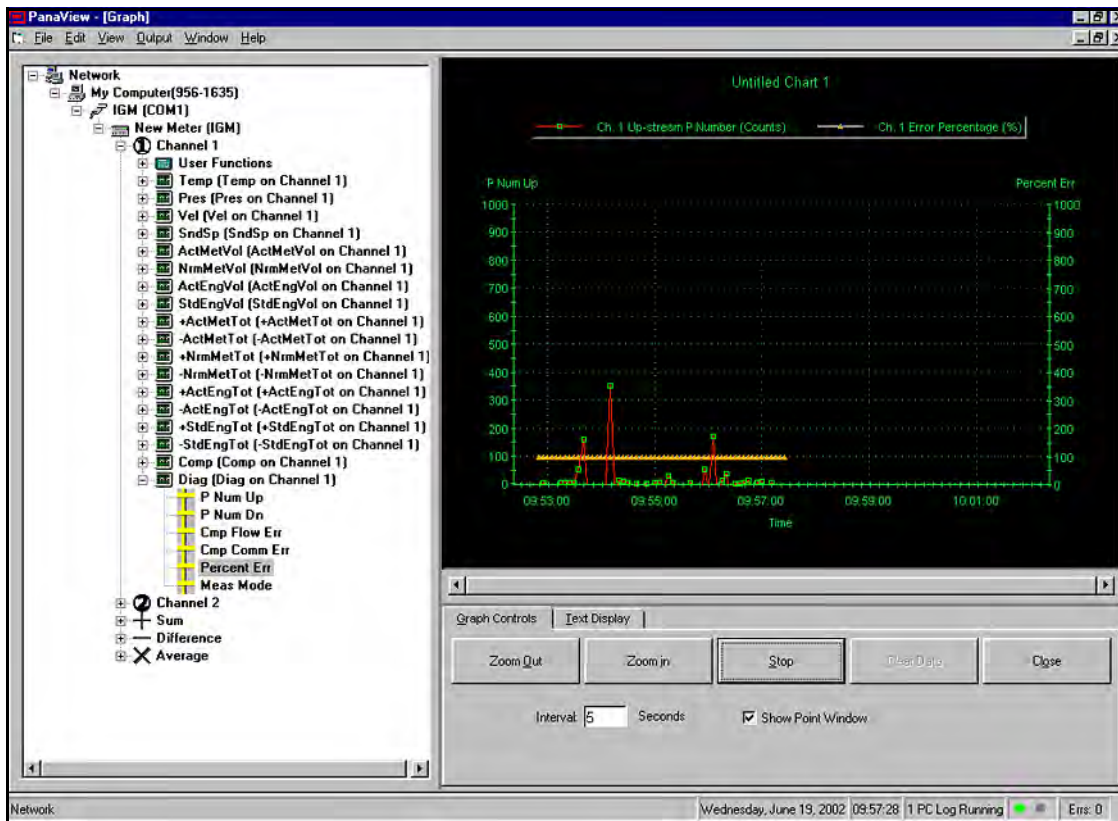 PanaView - [Graph]
File Edit View Output Window Help
Network
My Computer(956-1635)
IGM (COM1)
New Meter (IGM)
1 Channel 1
User Functions
Temp (Temp on Channel 1)
Pres (Pres on Channel 1)
Vel (Vel on Channel 1)
SndSp (SndSp on Channel 1)
ActMetVol (ActMetVol on Channel 1)
NrmMetVol (NrmMetVol on Channel 1)
ActEngVol (ActEngVol on Channel 1)
StdEngVol (StdEngVol on Channel 1)
+ActMetTot (+ActMetTot on Channel 1)
-ActMetTot (-ActMetTot on Channel 1)
+NrmMetTot (+NrmMetTot on Channel 1)
-NrmMetTot (-NrmMetTot on Channel 1)
+ActEngTot (+ActEngTot on Channel 1)
-ActEngTot (-ActEngTot on Channel 1)
+StdEngTot (+StdEngTot on Channel 1)
-StdEngTot (-StdEngTot on Channel 1)
Comp (Comp on Channel 1)
Diag (Diag on Channel 1)
P Num Up
P Num Dn
Cmp Flow Err
Cmp Comm Err
Percent Err
Meas Mode
2 Channel 2
Sum
Difference
Average
Untitled Chart 1
Ch. 1 Up-stream P Number (Counts) Ch. 1 Error Percentage (%)
P Num Up Percent Err
1000 1000
900 900
800 800
700 700
600 600
500 500
400 400
300 300
200 200
100 100
0 0
09:53:00 09:55:00 09:57:00 09:59:00 10:01:00
Time
Graph Controls Text Display
Zoom Out Zoom in Stop Clear Data Close
Interval 5 Seconds Show Point Window
Network Wednesday, June 19, 2002 09:57:28 1 PC Log Running Errs: 0